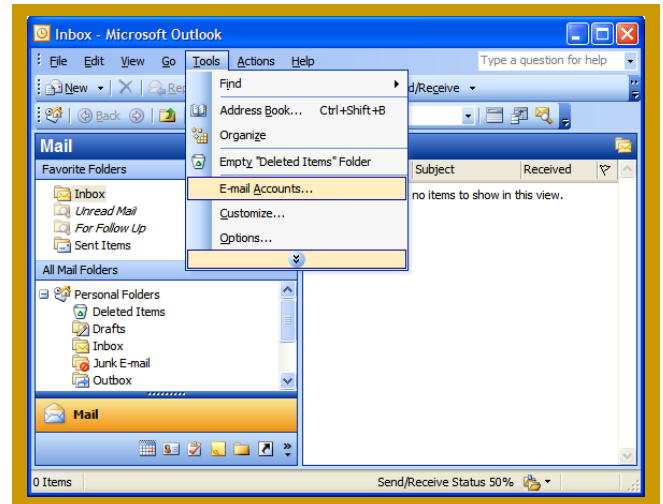 Inbox - Microsoft Outlook
File Edit View Go Tools Actions Help Type a question for help
New d/Receive
Find
Back
Address Book... Ctrl+Shift+B
Organize
Mail
Empty "Deleted Items" Folder
Favorite Folders Subject Received
E-mail Accounts...
Inbox no items to show in this view.
Unread Mail
Customize...
For Follow Up
Options...
Sent Items
All Mail Folders
Personal Folders
Deleted Items
Drafts
Inbox
Junk E-mail
Outbox
Mail
0 Items Send/Receive Status 50%